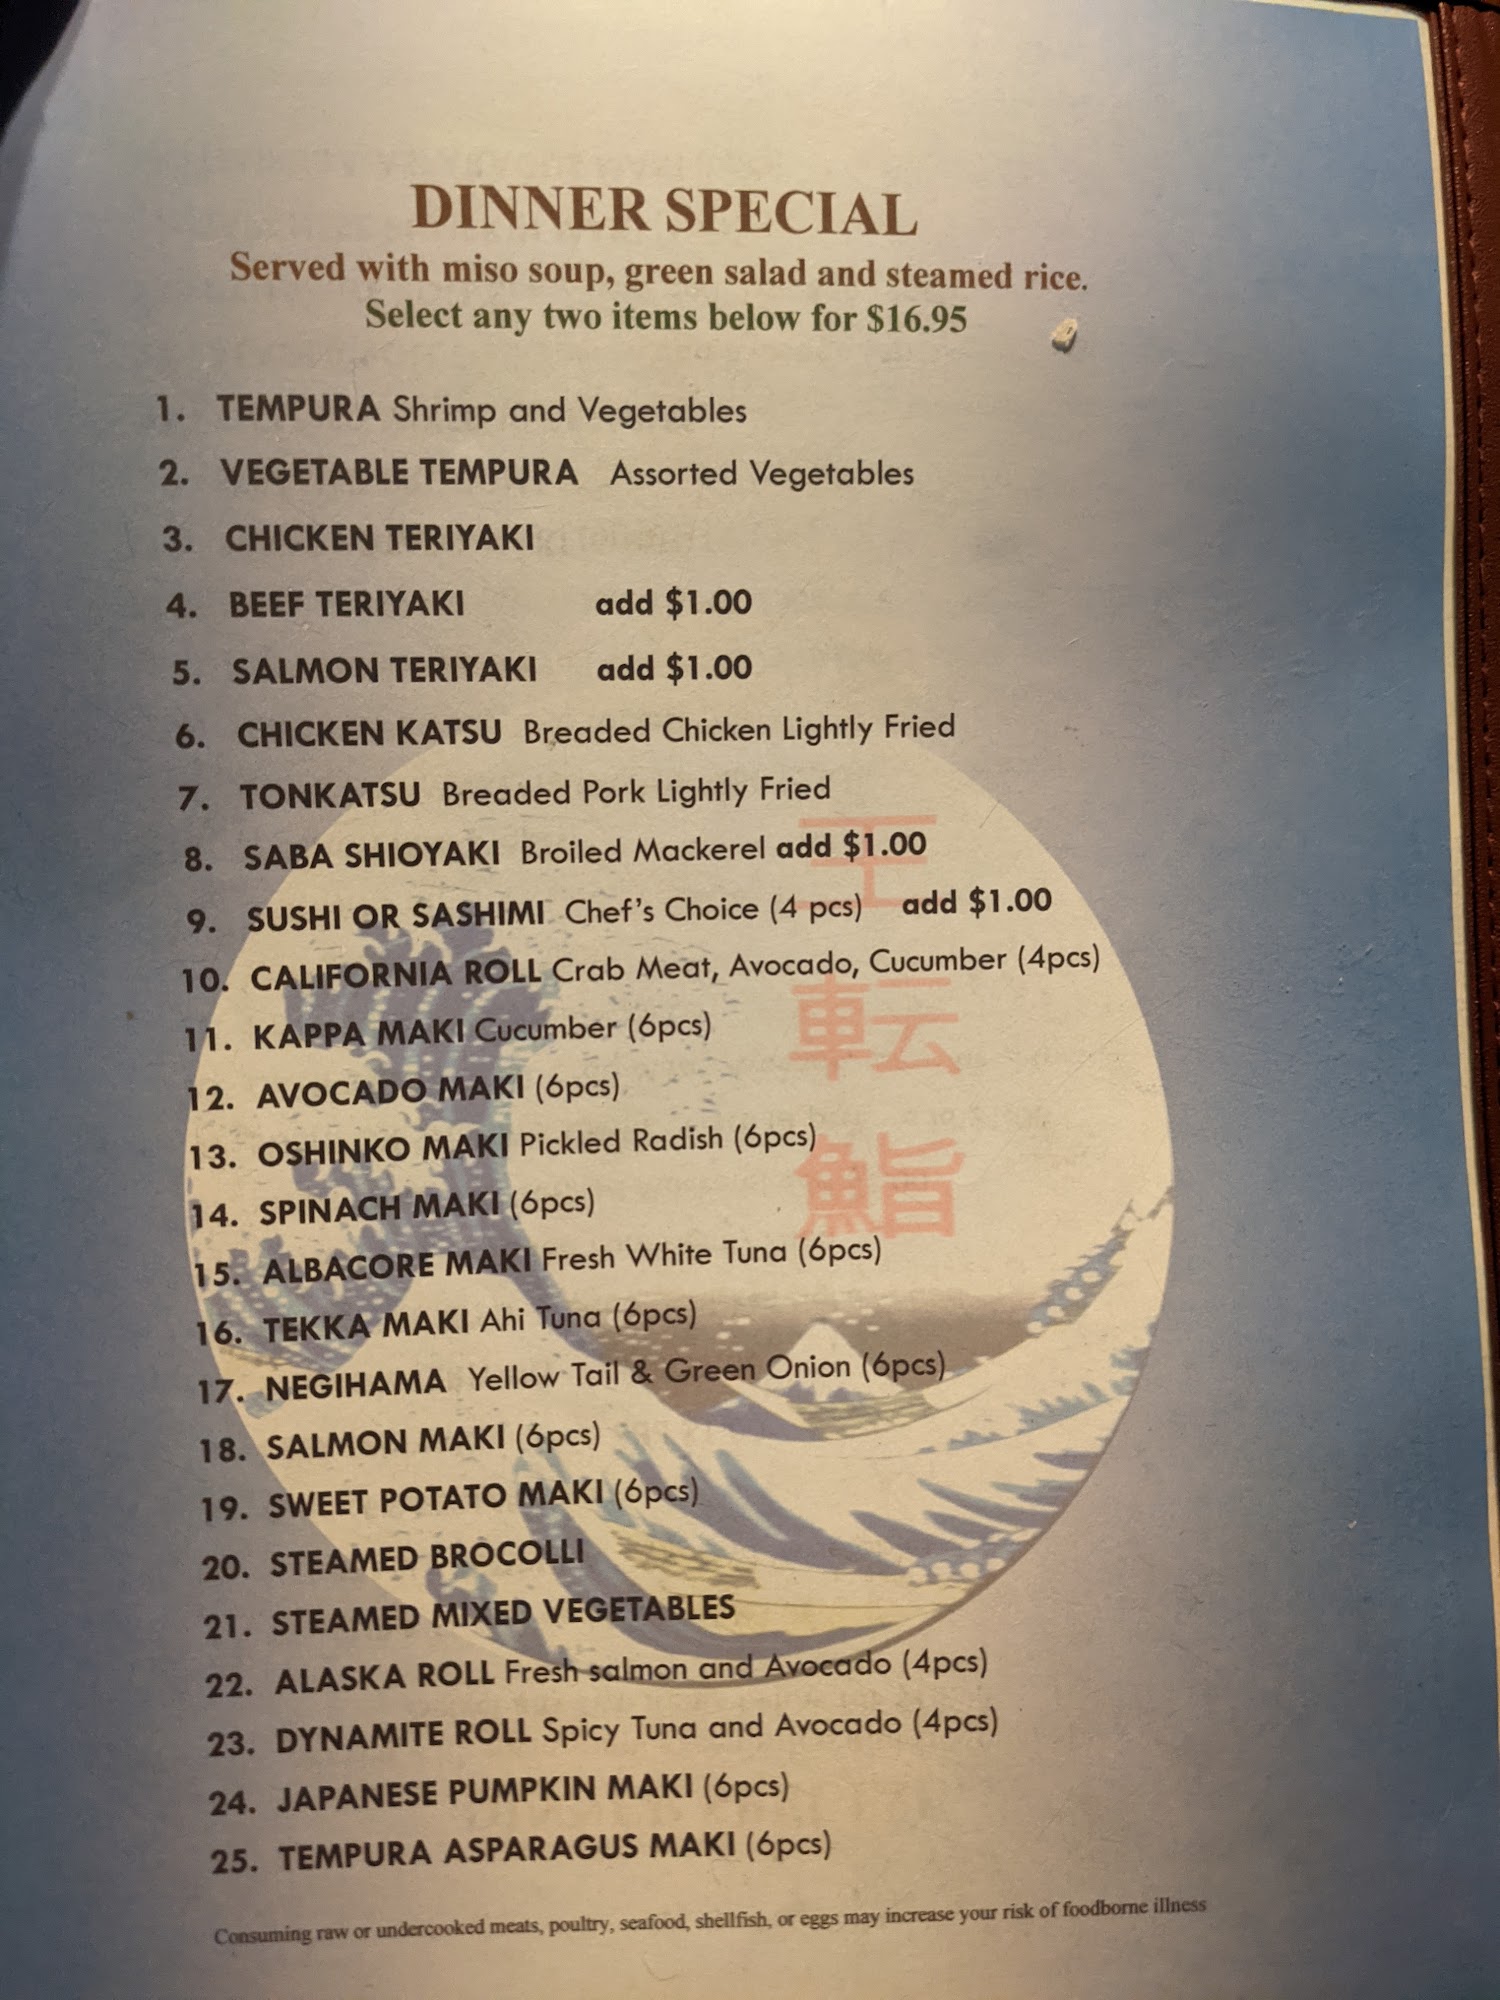 DINNER SPECIAL
Served with miso soup, green salad and steamed rice.
Select any two items below for $16.95
1. TEMPURA Shrimp and Vegetables
2. VEGETABLE TEMPURA Assorted Vegetables
3. CHICKEN TERIYAKI
4. BEEF TERIYAKI add $1.00
5. SALMON TERIYAKI add $1.00
6. CHICKEN KATSU Breaded Chicken Lightly Fried
7. TONKATSU Breaded Pork Lightly Fried
8. SABA SHIOYAKI Broiled Mackerel add $1.00
9. SUSHI OR SASHIMI Chef's Choice (4 pcs) add $1.00
10. CALIFORNIA ROLL Crab Meat, Avocado, Cucumber (4pcs)
11. KAPPA MAKI Cucumber (6pcs)
12. AVOCADO MAKI (6pcs)
13. OSHINKO MAKI Pickled Radish (6pcs)
14. SPINACH MAKI (6pcs)
15. ALBACORE MAKI Fresh White Tuna (6pcs)
16. TEKKA MAKI Ahi Tuna (6pcs)
17. NEGIHAMA Yellow Tail & Green Onion (6pcs)
18. SALMON MAKI (6pcs)
19. SWEET POTATO MAKI (6pcs)
20. STEAMED BROCOLLI
21. STEAMED MIXED VEGETABLES
22. ALASKA ROLL Fresh salmon and Avocado (4pcs)
23. DYNAMITE ROLL Spicy Tuna and Avocado (4pcs)
24. JAPANESE PUMPKIN MAKI (6pcs)
25. TEMPURA ASPARAGUS MAKI (6pcs)
Consuming raw or undercooked meats, poultry, seafood, shellfish, or eggs may increase your risk of foodborne illness
転
鮨